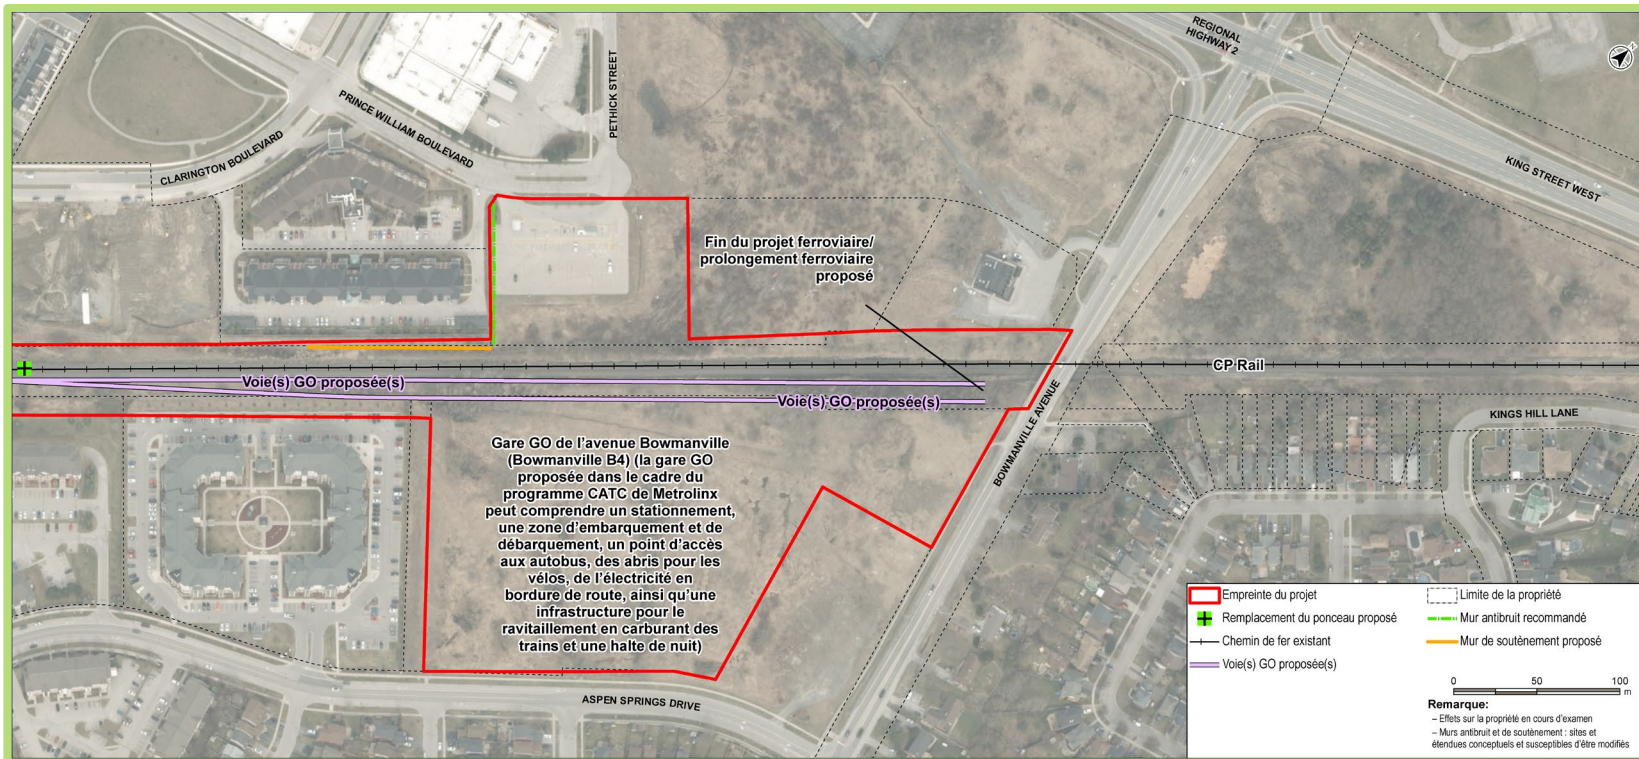 REGIONAL
HIGHWAY 2
N
PETHICK STREET
PRINCE WILLIAM BOULEVARD
CLARINGTON BOULEVARD
KING STREET WEST
Fin du projet ferroviaire/
prolongement ferroviaire
proposé
CP Rail
Voie(s) GO proposée(s)
Voie(s) GO proposée(s)
BOWMANVILLE AVENUE
KINGS HILL LANE
Gare GO de l'avenue Bowmanville
(Bowmanville B4) (la gare GO
proposée dans le cadre du
programme CATC de Metrolinx
peut comprendre un stationnement,
une zone d'embarquement et de
débarquement, un point d'accès
aux autobus, des abris pour les
vélos, de l'électricité en
bordure de route, ainsi qu'une
infrastructure pour le
ravitaillement en carburant des
trains et une halte de nuit)
ASPEN SPRINGS DRIVE
Empreinte du projet
Remplacement du ponceau proposé
Chemin de fer existant
Voie(s) GO proposée(s)
Limite de la propriété
Mur antibruit recommandé
Mur de soutènement proposé
0 50 100
m
Remarque:
– Effets sur la propriété en cours d'examen
– Murs antibruit et de soutènement : sites et
étendues conceptuels et susceptibles d'être modifiés